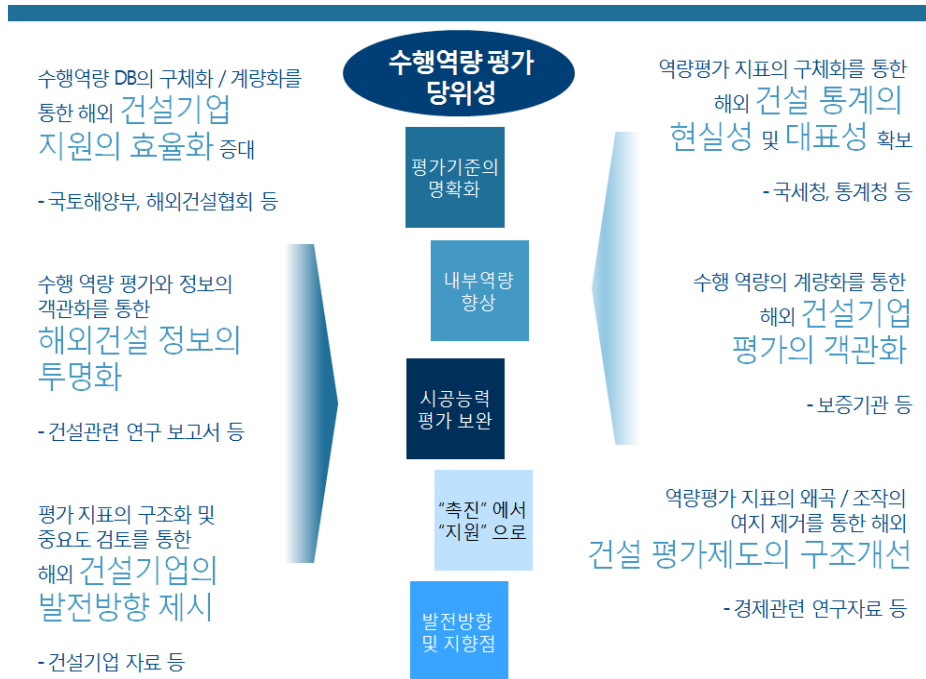 수행역량 평가
당위성
수행역량 DB의 구체화 / 계량화를
통한 해외 건설기업
지원의 효율화 증대
- 국토해양부, 해외건설협회 등
수행 역량 평가와 정보의
객관화를 통한
해외건설 정보의
투명화
- 건설관련 연구 보고서 등
평가 지표의 구조화 및
중요도 검토를 통한
해외 건설기업의
발전방향 제시
- 건설기업 자료 등
평가기준의
명확화
내부역량
향상
시공능력
평가 보완
“촉진” 에서
“지원” 으로
발전방향
및 지향점
역량평가 지표의 구체화를 통한
해외 건설 통계의
현실성 및 대표성 확보
- 국세청, 통계청 등
수행 역량의 계량화를 통한
해외 건설기업
평가의 객관화
- 보증기관 등
역량평가 지표의 왜곡 / 조작의
여지 제거를 통한 해외
건설 평가제도의 구조개선
- 경제관련 연구자료 등